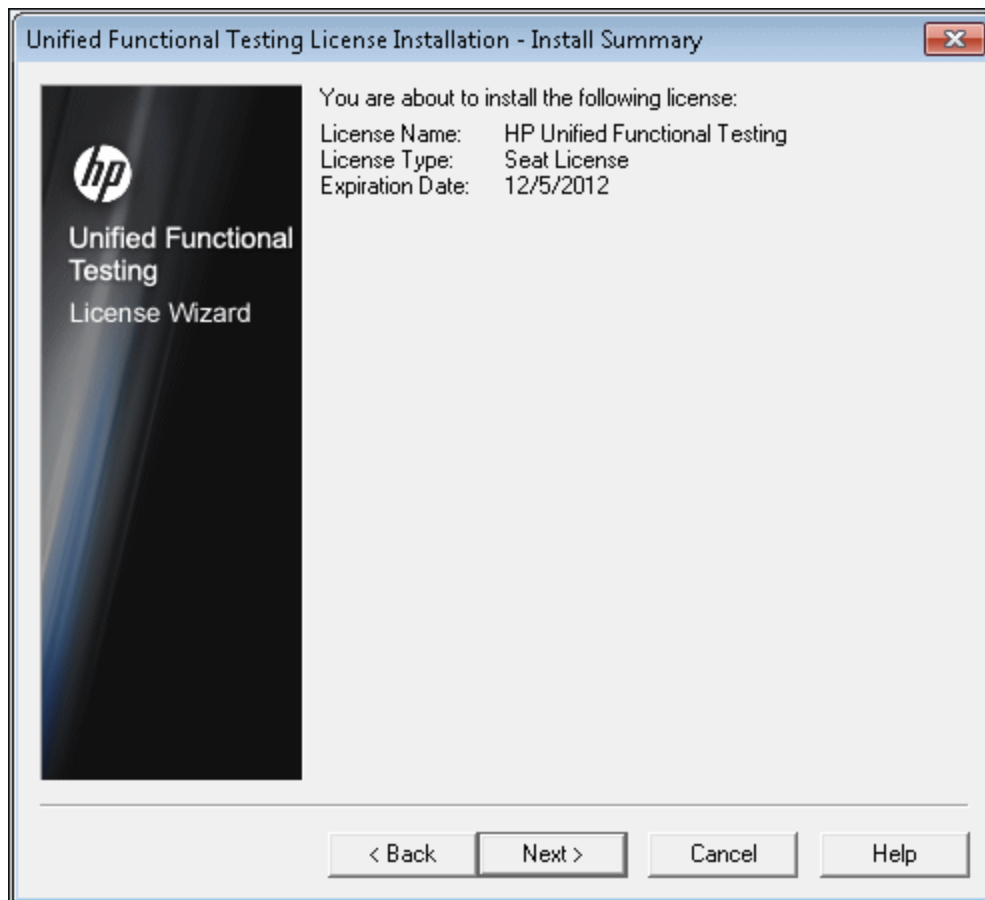 Unified Functional Testing License Installation - Install Summary
hp
Unified Functional
Testing
License Wizard
You are about to install the following license:
License Name: HP Unified Functional Testing
License Type: Seat License
Expiration Date: 12/5/2012
< Back Next > Cancel Help